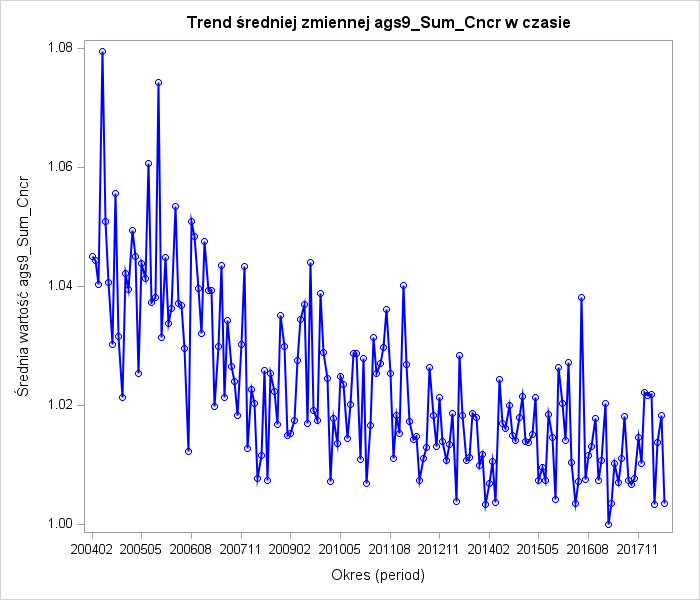 Trend średniej zmiennej ags9_Sum_Cncr w czasie
1.08
1.06
1.04
1.02
1.00
Średnia wartość ags9_Sum_Cncr
200402 200505 200608 200711 200902 201005 201108 201211 201402 201505 201608 201711
Okres (period)